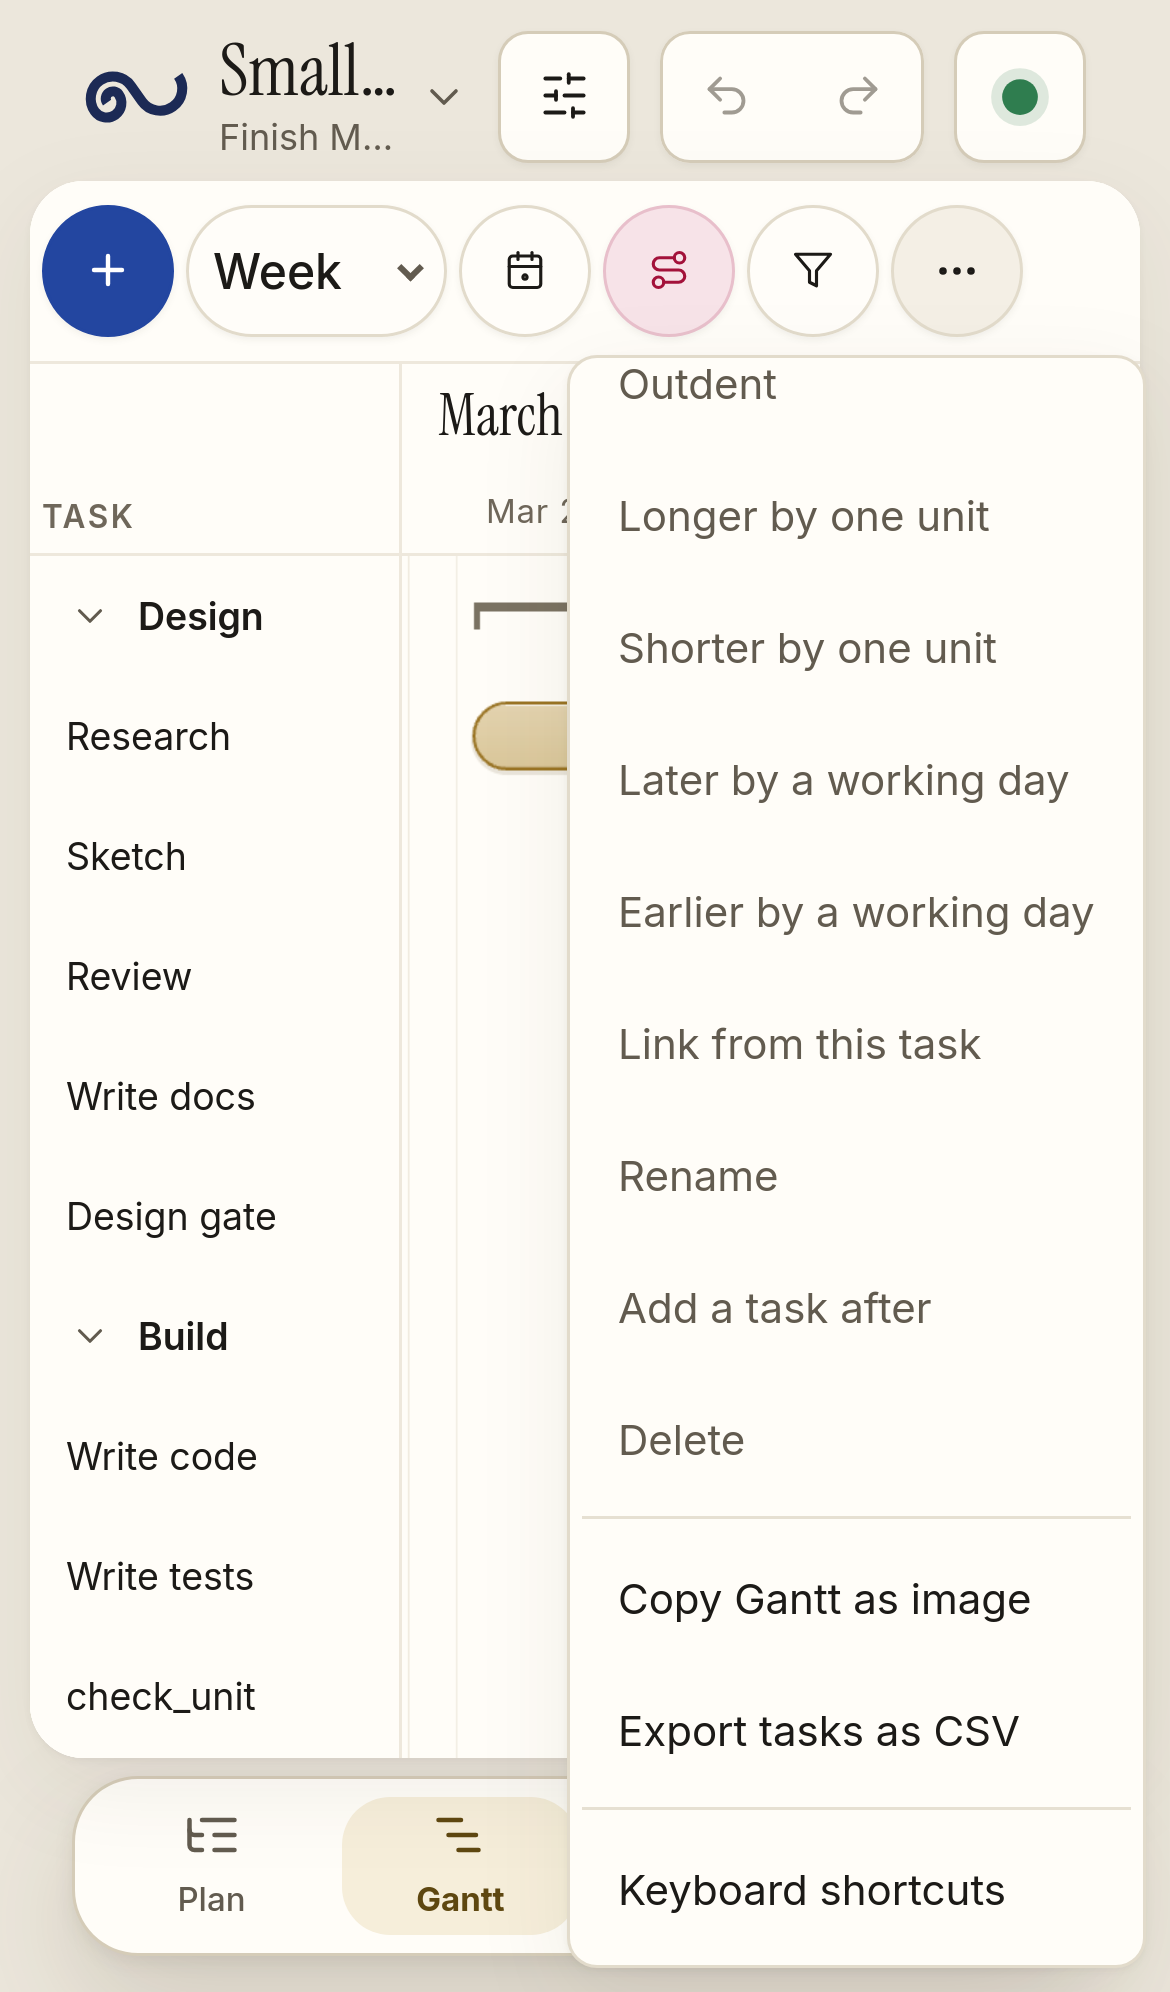 Small...
Finish M...
Week
March
Mar
TASK
Design
Research
Sketch
Review
Write docs
Design gate
Build
Write code
Write tests
check_unit
Outdent
Longer by one unit
Shorter by one unit
Later by a working day
Earlier by a working day
Link from this task
Rename
Add a task after
Delete
Copy Gantt as image
Export tasks as CSV
Keyboard shortcuts
Plan
Gantt